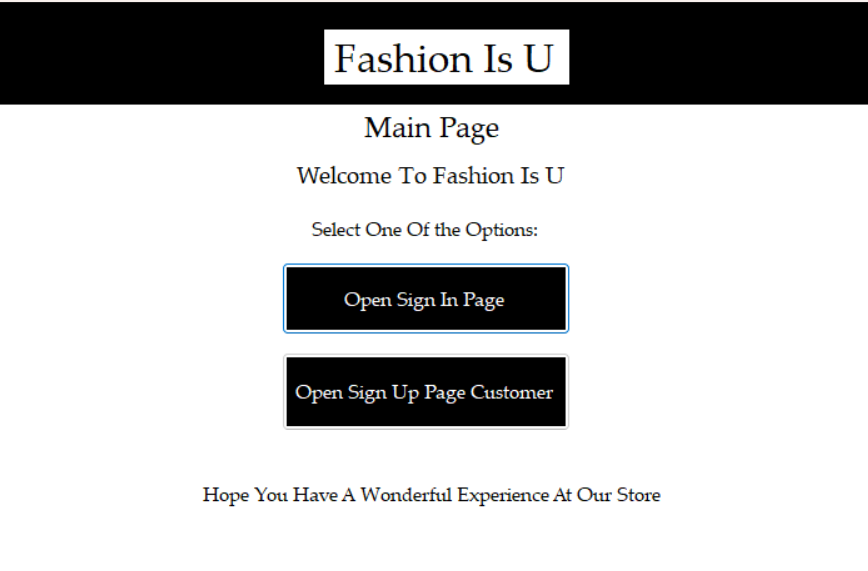 Fashion Is U
Main Page
Welcome To Fashion Is U
Select One Of the Options:
Open Sign In Page
Open Sign Up Page Customer
Hope You Have A Wonderful Experience At Our Store